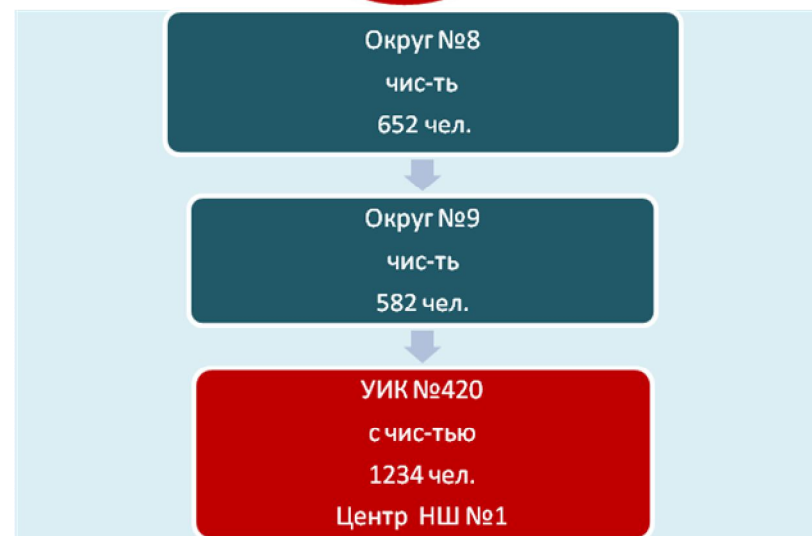 Округ №8
чис-ть
652 чел.
Округ №9
чис-ть
582 чел.
УИК №420
с чис-тью
1234 чел.
Центр НШ №1